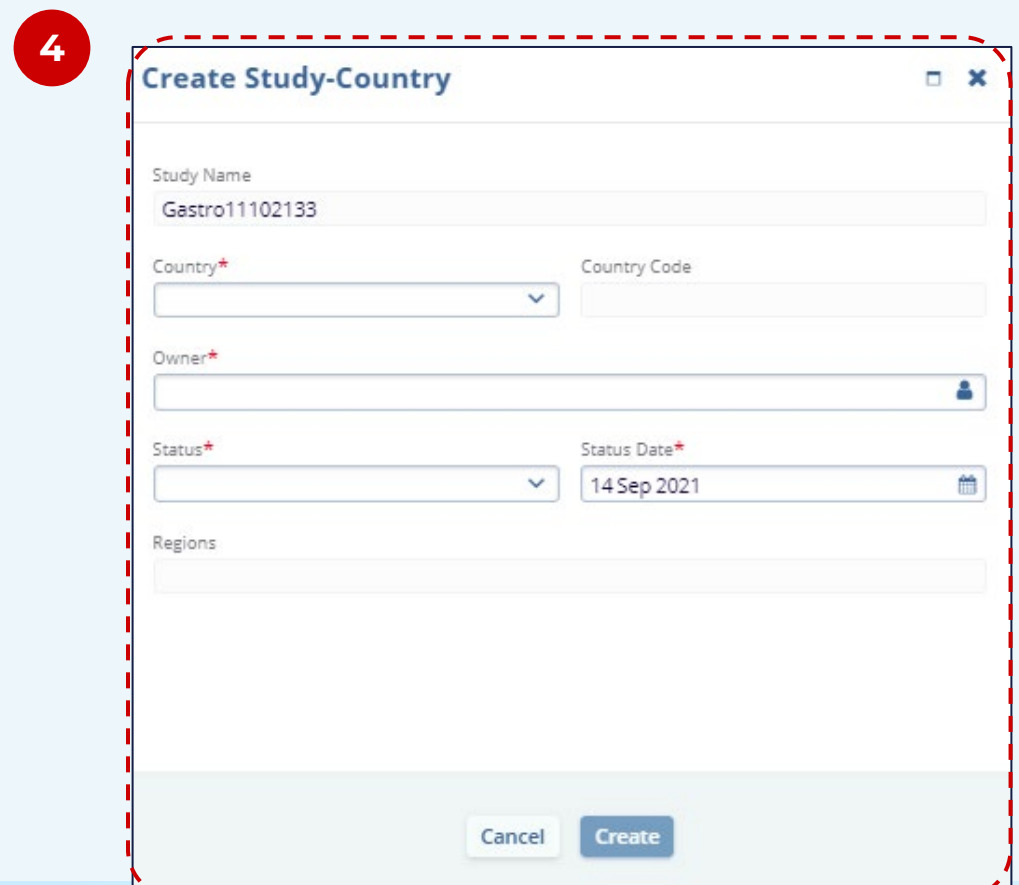 4
Create Study-Country
Study Name
Gastro11102133
Country* Country Code
Owner*
Status* Status Date*
14 Sep 2021
Regions
Cancel Create